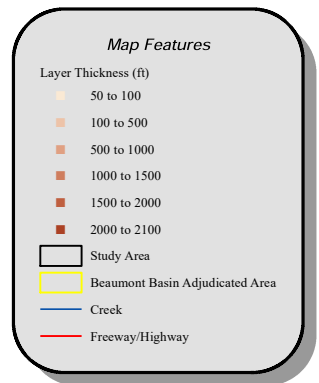 Map Features
Layer Thickness (ft)
50 to 100
100 to 500
500 to 1000
1000 to 1500
1500 to 2000
2000 to 2100
Study Area
Beaumont Basin Adjudicated Area
Creek
Freeway/Highway